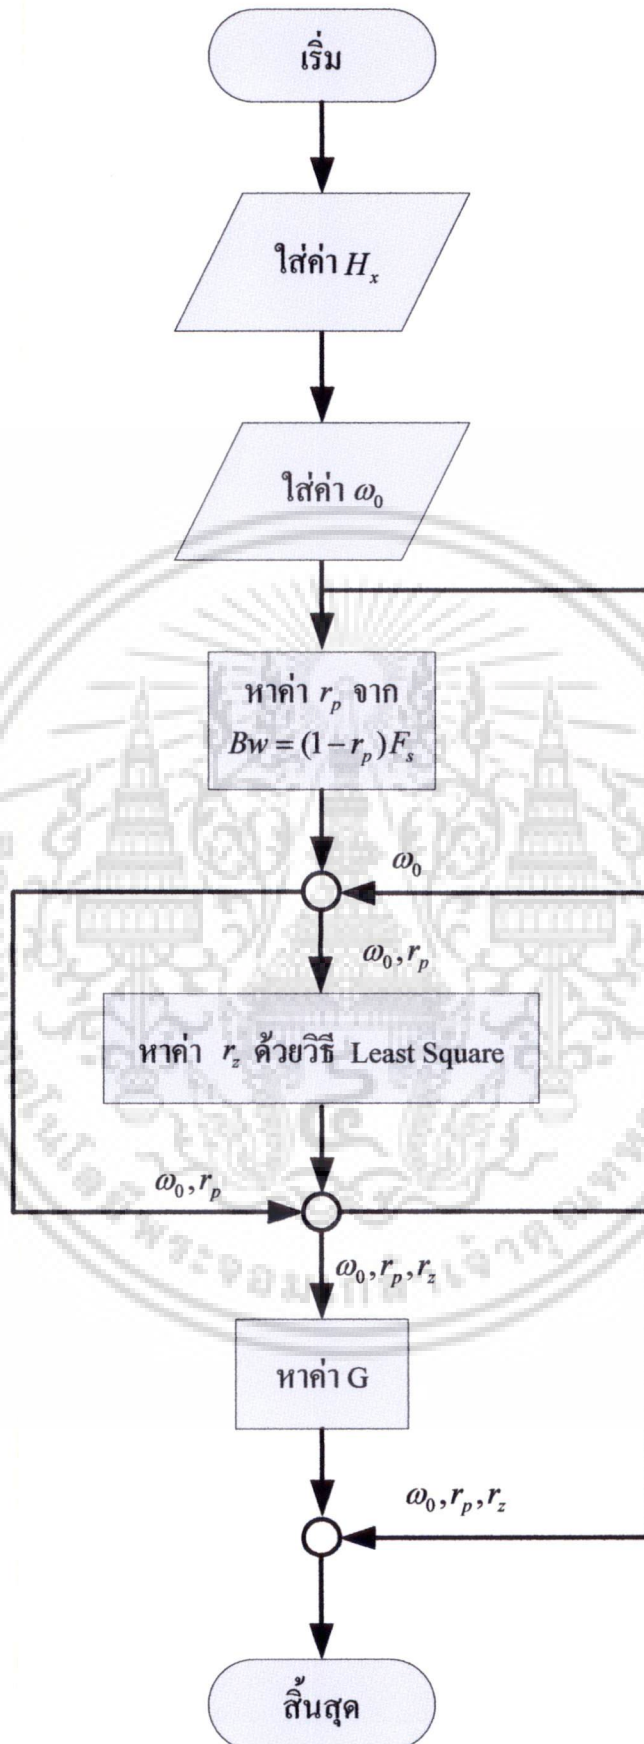 เริ่ม
ใส่ค่า H_x
ใส่ค่า ω_0
หาค่า r_p จาก
Bw = (1 − r_p)F_s
ω_0
ω_0, r_p
หาค่า r_z ด้วยวิธี Least Square
ω_0, r_p
ω_0, r_p, r_z
หาค่า G
ω_0, r_p, r_z
สิ้นสุด